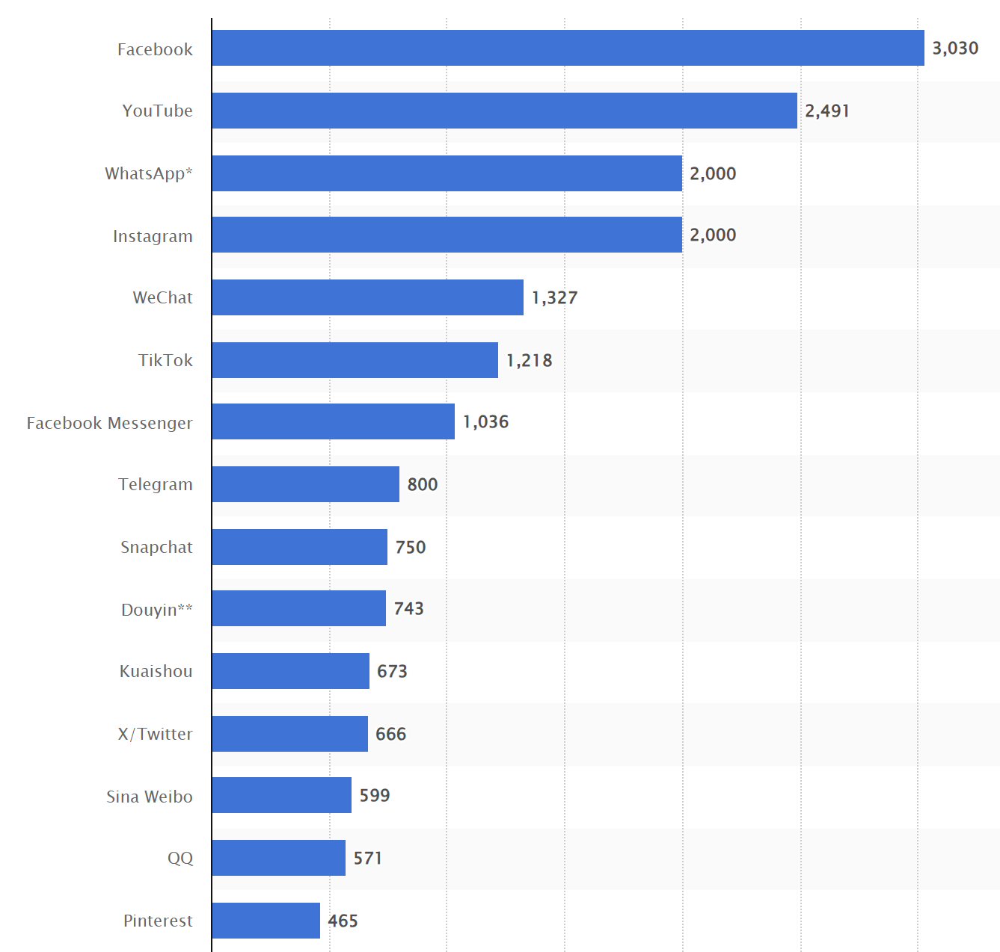 Facebook 3,030
YouTube 2,491
WhatsApp* 2,000
Instagram 2,000
WeChat 1,327
TikTok 1,218
Facebook Messenger 1,036
Telegram 800
Snapchat 750
Douyin** 743
Kuaishou 673
X/Twitter 666
Sina Weibo 599
QQ 571
Pinterest 465